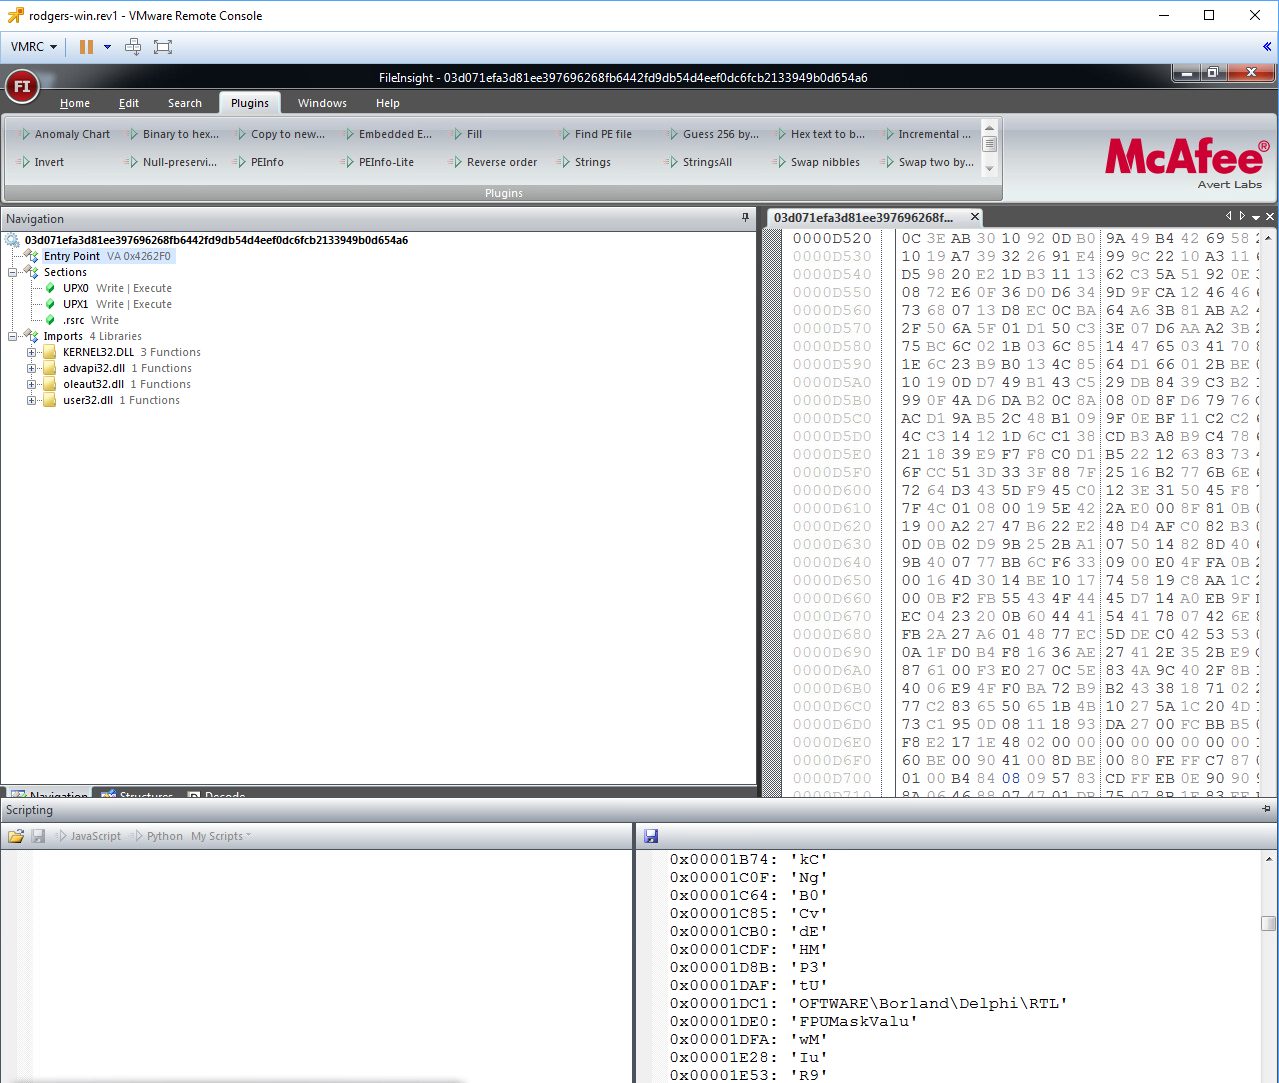 rodgers-win.rev1 - VMware Remote Console
VMRC
FI
FileInsight - 03d071efa3d81ee397696268fb6442fd9db54d4eef0dc6fcb2133949b0d654a6
Home Edit Search Plugins Windows Help
Anomaly Chart Binary to hex... Copy to new... Embedded E... Fill Find PE file Guess 256 by... Hex text to b... Incremental ...
Invert Null-preservi... PEInfo PEInfo-Lite Reverse order Strings StringsAll Swap nibbles Swap two by...
Plugins
McAfee®
Avert Labs
Navigation
03d071efa3d81ee397696268fb6442fd9db54d4eef0dc6fcb2133949b0d654a6
Entry Point VA 0x4262F0
Sections
UPX0 Write | Execute
UPX1 Write | Execute
.rsrc Write
Imports 4 Libraries
KERNEL32.DLL 3 Functions
advapi32.dll 1 Functions
oleaut32.dll 1 Functions
user32.dll 1 Functions
Navigation Structures Decode
03d071efa3d81ee397696268f...
0000D520 0C 3E AB 30 10 92 0D B0 9A 49 B4 42 69 58
0000D530 10 19 A7 39 32 26 91 E4 99 9C 22 10 A3 11
0000D540 D5 98 20 E2 1D B3 11 13 62 C3 5A 51 92 0E
0000D550 08 72 E6 0F 36 D0 D6 34 9D 9F CA 12 46 46
0000D560 73 68 07 13 D8 EC 0C BA 64 A6 3B 81 AB A2
0000D570 2F 50 6A 5F 01 D1 50 C3 3E 07 D6 AA A2 3B
0000D580 75 BC 6C 02 1B 03 6C 85 14 47 65 03 41 70
0000D590 1E 6C 23 B9 B0 13 4C 85 64 D1 66 01 2B BE
0000D5A0 10 19 0D D7 49 B1 43 C5 29 DB 84 39 C3 B2
0000D5B0 99 0F 4A D6 DA B2 0C 8A 08 0D 8F D6 79 76
0000D5C0 AC D1 9A B5 2C 48 B1 09 9F 0E BF 11 C2 C2
0000D5D0 4C C3 14 12 1D 6C C1 38 CD B3 A8 B9 C4 78
0000D5E0 21 18 39 E9 F7 F8 C0 D1 B5 22 12 63 83 73
0000D5F0 6F CC 51 3D 33 3F 88 7F 25 16 B2 77 6B 6E
0000D600 72 64 D3 43 5D F9 45 C0 12 3E 31 50 45 F8
0000D610 7F 4C 01 08 00 19 5E 42 2A E0 00 8F 81 0B
0000D620 19 00 A2 27 47 B6 22 E2 48 D4 AF C0 82 B3
0000D630 0D 0B 02 D9 9B 25 2B A1 07 50 14 82 8D 40
0000D640 9B 40 07 77 BB 6C F6 33 09 00 E0 4F FA 0B
0000D650 00 16 4D 30 14 BE 10 17 74 58 19 C8 AA 1C
0000D660 00 0B F2 FB 55 43 4F 44 45 D7 14 A0 EB 9F
0000D670 EC 04 23 20 0B 60 44 41 54 41 78 07 42 6E
0000D680 FB 2A 27 A6 01 48 77 EC 5D DE C0 42 53 53
0000D690 0A 1F D0 B4 F8 16 36 AE 27 41 2E 35 2B E9
0000D6A0 87 61 00 F3 E0 27 0C 5E 83 4A 9C 40 2F 8B
0000D6B0 40 06 E9 4F F0 BA 72 B9 B2 43 38 18 71 02
0000D6C0 77 C2 83 65 50 65 1B 4B 10 27 5A 1C 20 4D
0000D6D0 73 C1 95 0D 08 11 18 93 DA 27 00 FC BB B5
0000D6E0 F8 E2 17 1E 48 02 00 00 00 00 00 00 00 00
0000D6F0 60 BE 00 90 41 00 8D BE 00 80 FE FF C7 87
0000D700 01 00 B4 84 08 09 57 83 CD FF EB 0E 90 90
0000D710 8A 06 46 88 07 47 01 DB 75 07 8B 1E 83 EE
Scripting
JavaScript Python My Scripts
0x00001B74: 'kC'
0x00001C0F: 'Ng'
0x00001C64: 'B0'
0x00001C85: 'Cv'
0x00001CB0: 'dE'
0x00001CDF: 'HM'
0x00001D8B: 'P3'
0x00001DAF: 'tU'
0x00001DC1: 'OFTWARE\Borland\Delphi\RTL'
0x00001DE0: 'FPUMaskValu'
0x00001DFA: 'wM'
0x00001E28: 'Iu'
0x00001E53: 'R9'